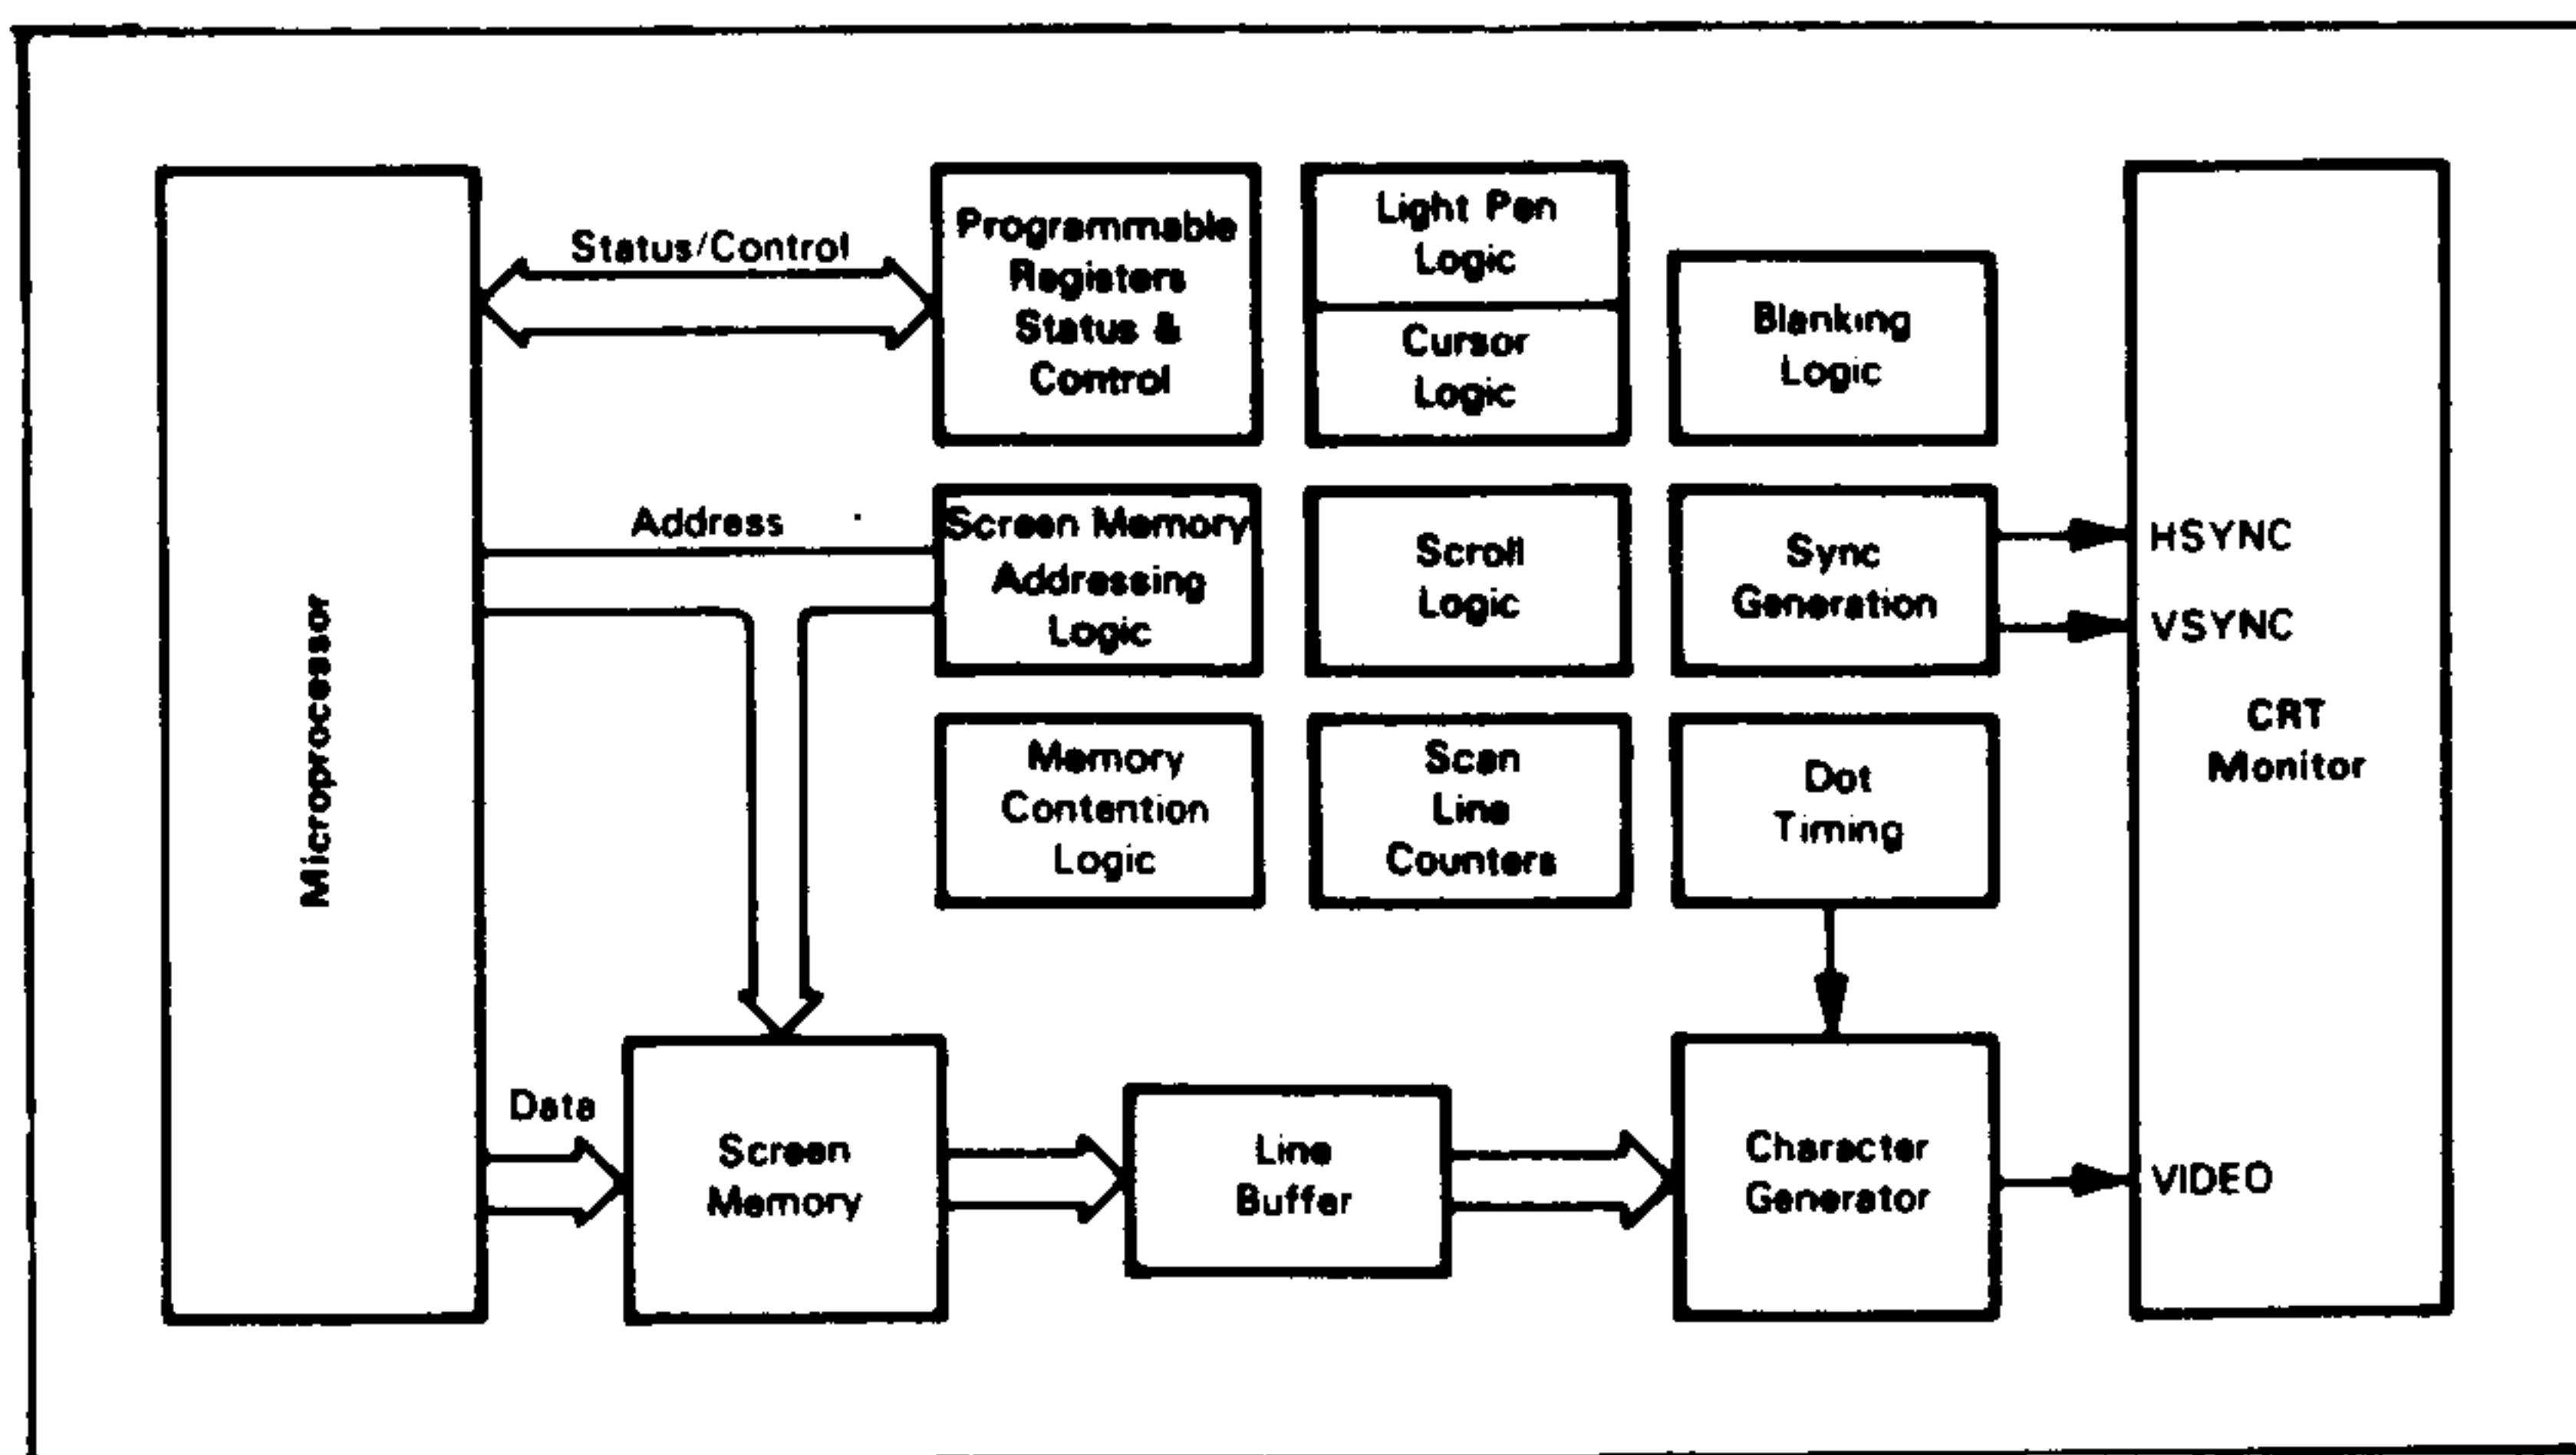 Status/Control
Programmable
Registers
Status &
Control
Light Pen
Logic
Cursor
Logic
Blanking
Logic
Address
Screen Memory
Addressing
Logic
Scroll
Logic
Sync
Generation
HSYNC
VSYNC
Microprocessor
CRT
Monitor
Memory
Contention
Logic
Scan
Line
Counters
Dot
Timing
Data
Screen
Memory
Line
Buffer
Character
Generator
VIDEO